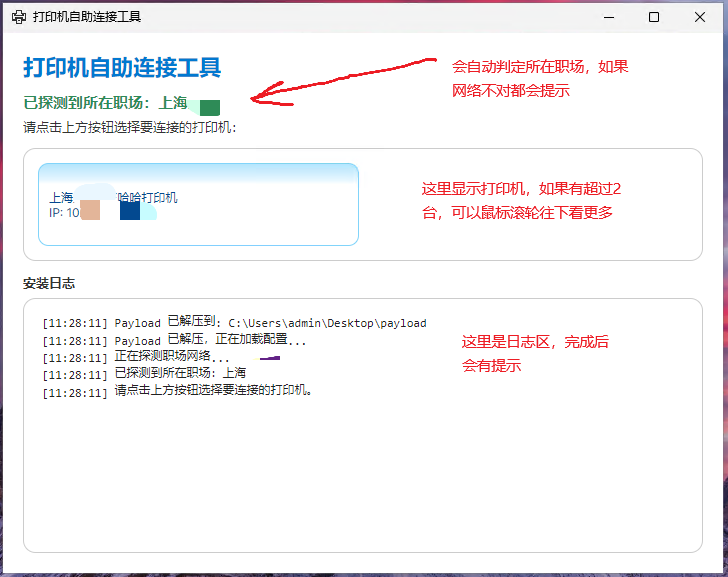 打印机自助连接工具
打印机自助连接工具
已探测到所在职场：上海
会自动判定所在职场，如果
网络不对都会提示
请点击上方按钮选择要连接的打印机：
上海 哈哈打印机
IP: 10
这里显示打印机，如果有超过2
台，可以鼠标滚轮往下看更多
安装日志
[11:28:11] Payload 已解压到: C:\Users\admin\Desktop\payload
[11:28:11] Payload 已解压，正在加载配置...
[11:28:11] 正在探测职场网络...
[11:28:11] 已探测到所在职场：上海
[11:28:11] 请点击上方按钮选择要连接的打印机。
这里是日志区，完成后
会有提示